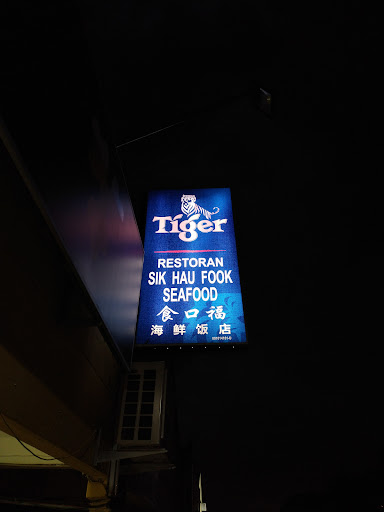 Tiger
RESTORAN
SIK HAU FOOK
SEAFOOD
食口福
海鲜饭店